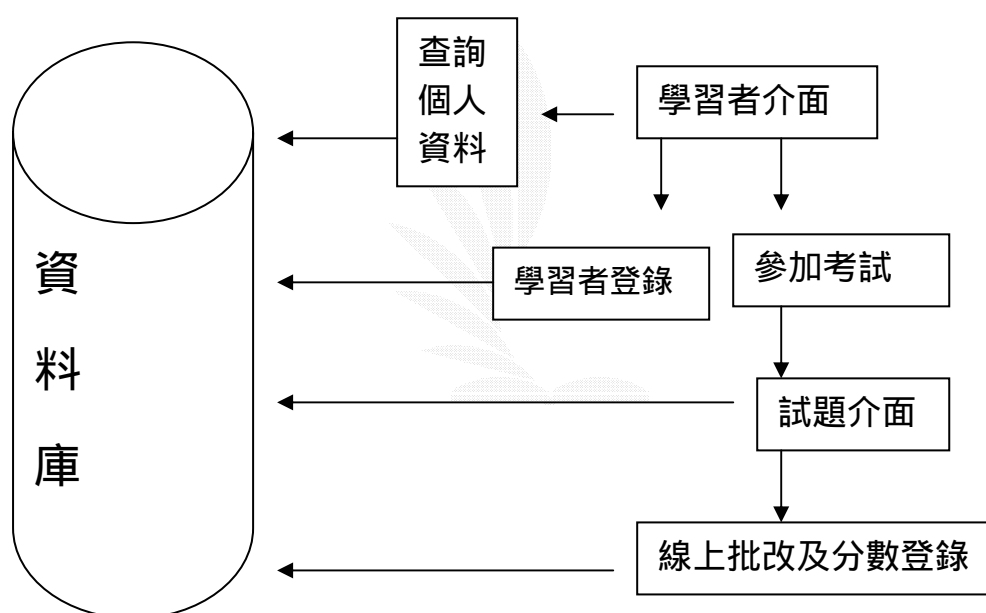 查詢
個人
資料
學習者介面
學習者登錄
參加考試
資
料
庫
試題介面
線上批改及分數登錄